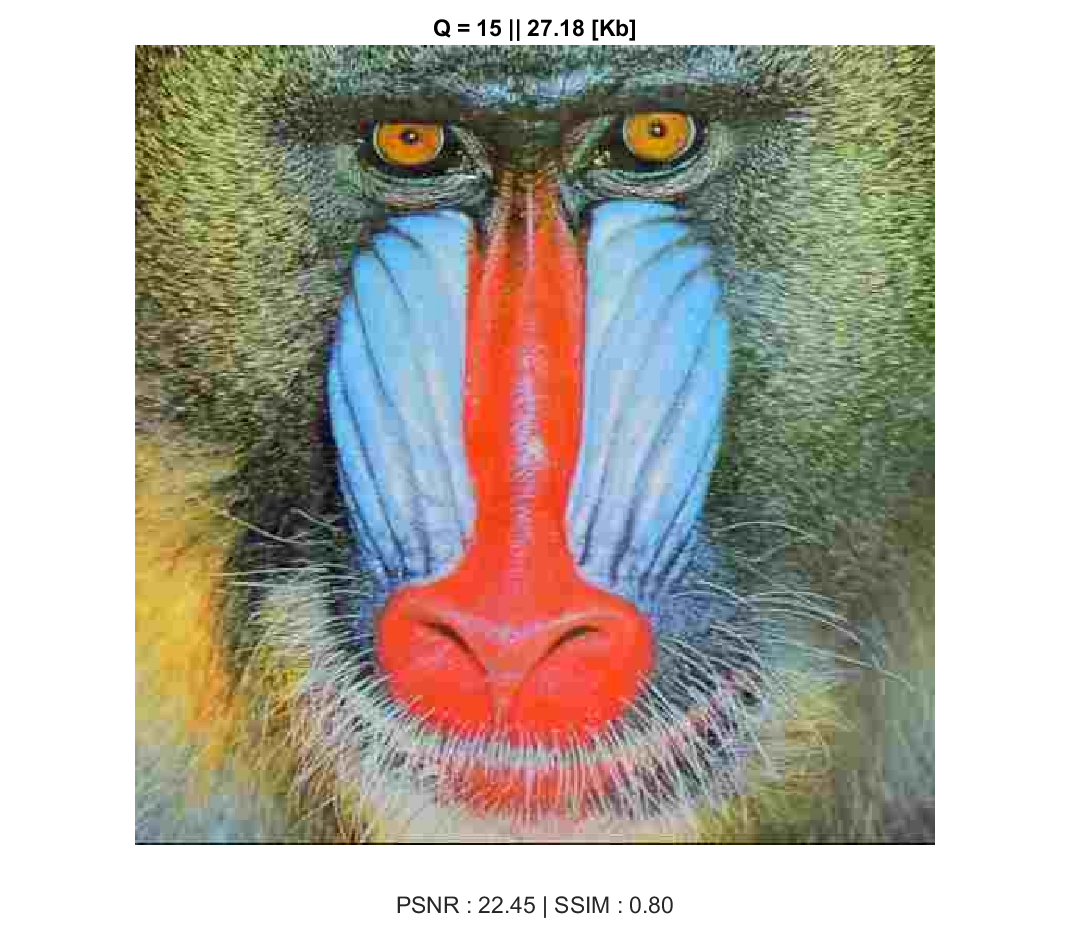 Q = 15 || 27.18 [Kb]
PSNR : 22.45 | SSIM : 0.80